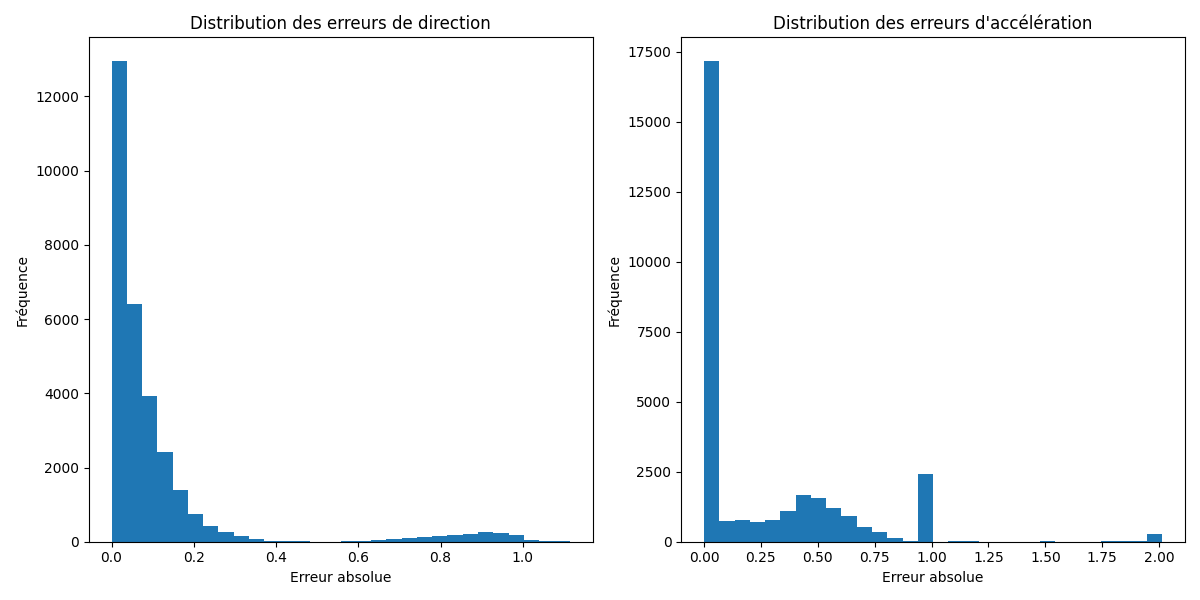 Distribution des erreurs de direction
Fréquence
12000
10000
8000
6000
4000
2000
0
0.0 0.2 0.4 0.6 0.8 1.0
Erreur absolue
Distribution des erreurs d'accélération
Fréquence
17500
15000
12500
10000
7500
5000
2500
0
0.00 0.25 0.50 0.75 1.00 1.25 1.50 1.75 2.00
Erreur absolue